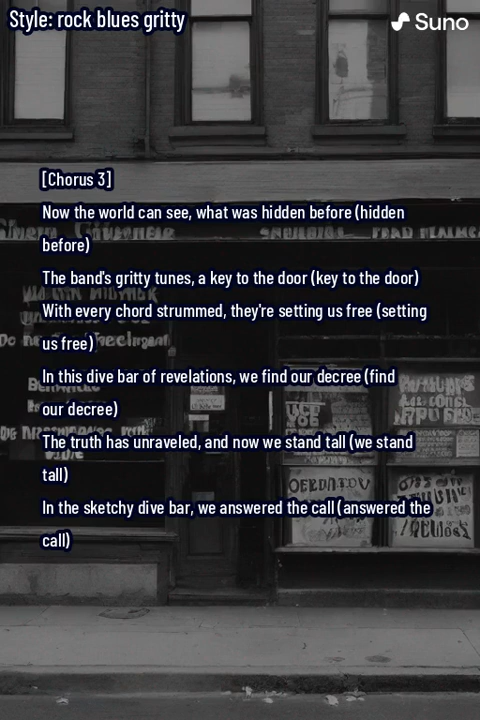 Style: rock blues gritty
Suno
[Chorus 3]
Now the world can see, what was hidden before (hidden
before)
The band's gritty tunes, a key to the door (key to the door)
With every chord strummed, they're setting us free (setting
us free)
In this dive bar of revelations, we find our decree (find
our decree)
The truth has unraveled, and now we stand tall (we stand
tall)
In the sketchy dive bar, we answered the call (answered the
call)